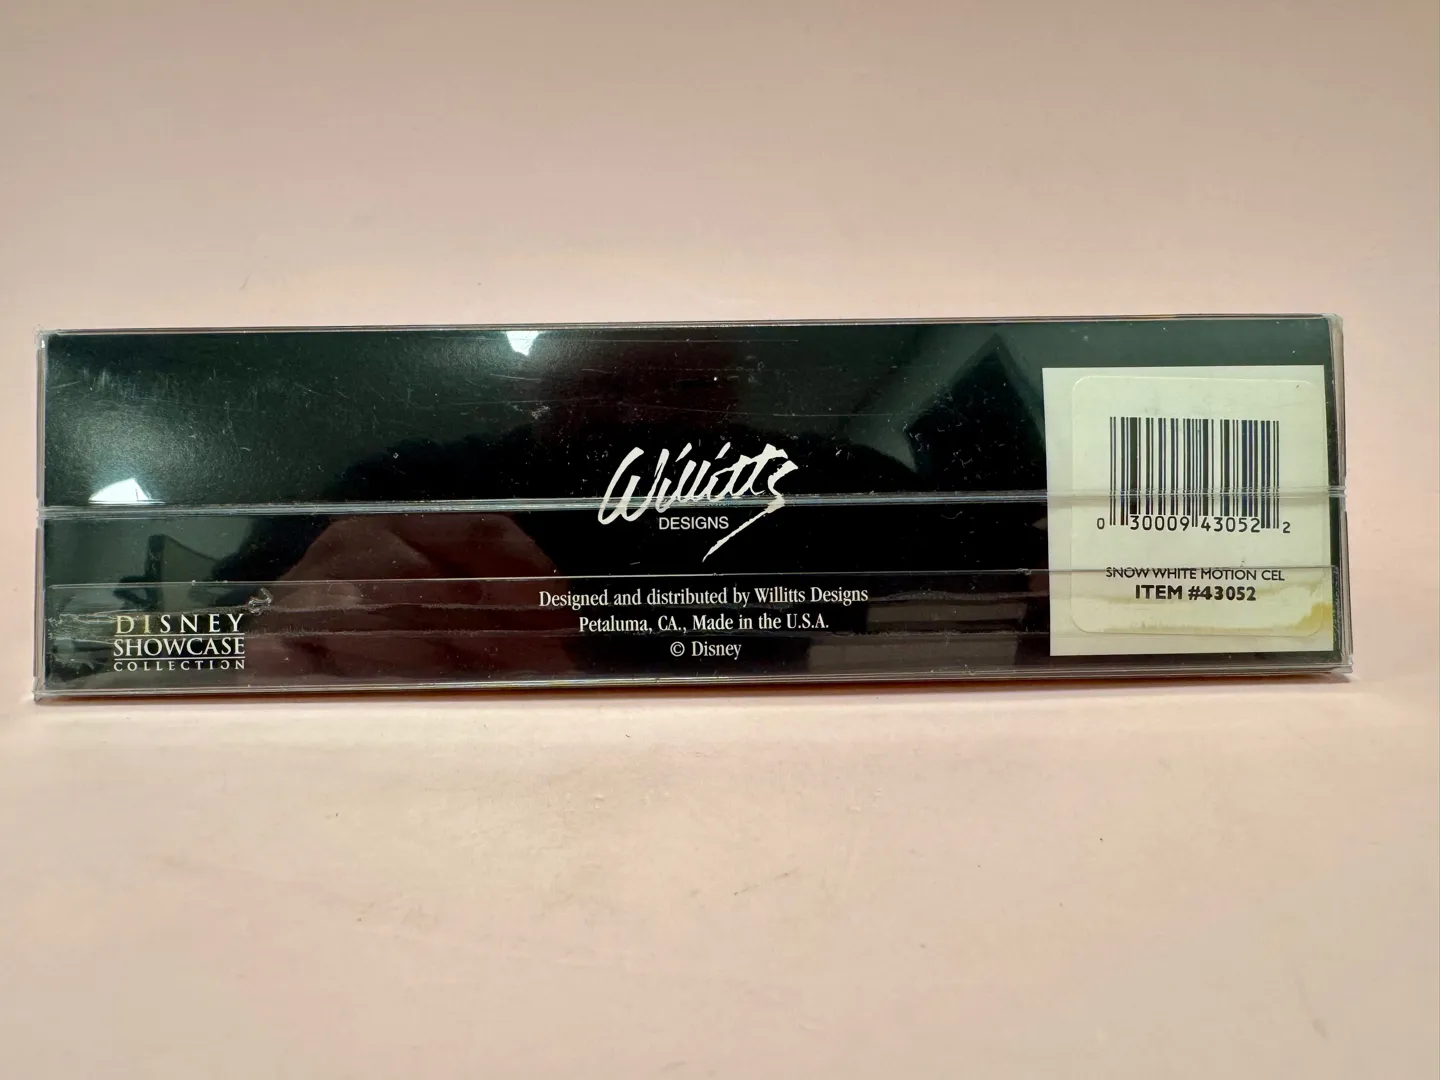 Willitts
DESIGNS
Designed and distributed by Willitts Designs
Petaluma, CA., Made in the U.S.A.
© Disney
DISNEY
SHOWCASE
COLLECTION
0 30009 43052 2
SNOW WHITE MOTION CEL
ITEM #43052